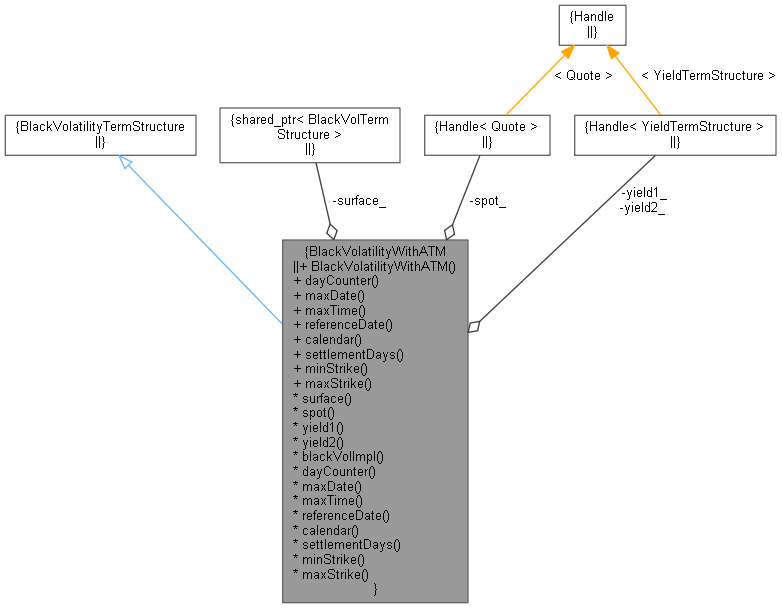 {Handle
||}
< Quote >
< YieldTermStructure >
{BlackVolatilityTermStructure
||}
{shared_ptr< BlackVolTerm
Structure >
||}
{Handle< Quote >
||}
{Handle< YieldTermStructure >
||}
-surface_
-spot_
-yield1_
-yield2_
{BlackVolatilityWithATM
||+ BlackVolatilityWithATM()
+ dayCounter()
+ maxDate()
+ maxTime()
+ referenceDate()
+ calendar()
+ settlementDays()
+ minStrike()
+ maxStrike()
* surface()
* spot()
* yield1()
* yield2()
* blackVolImpl()
* dayCounter()
* maxDate()
* maxTime()
* referenceDate()
* calendar()
* settlementDays()
* minStrike()
* maxStrike()
}